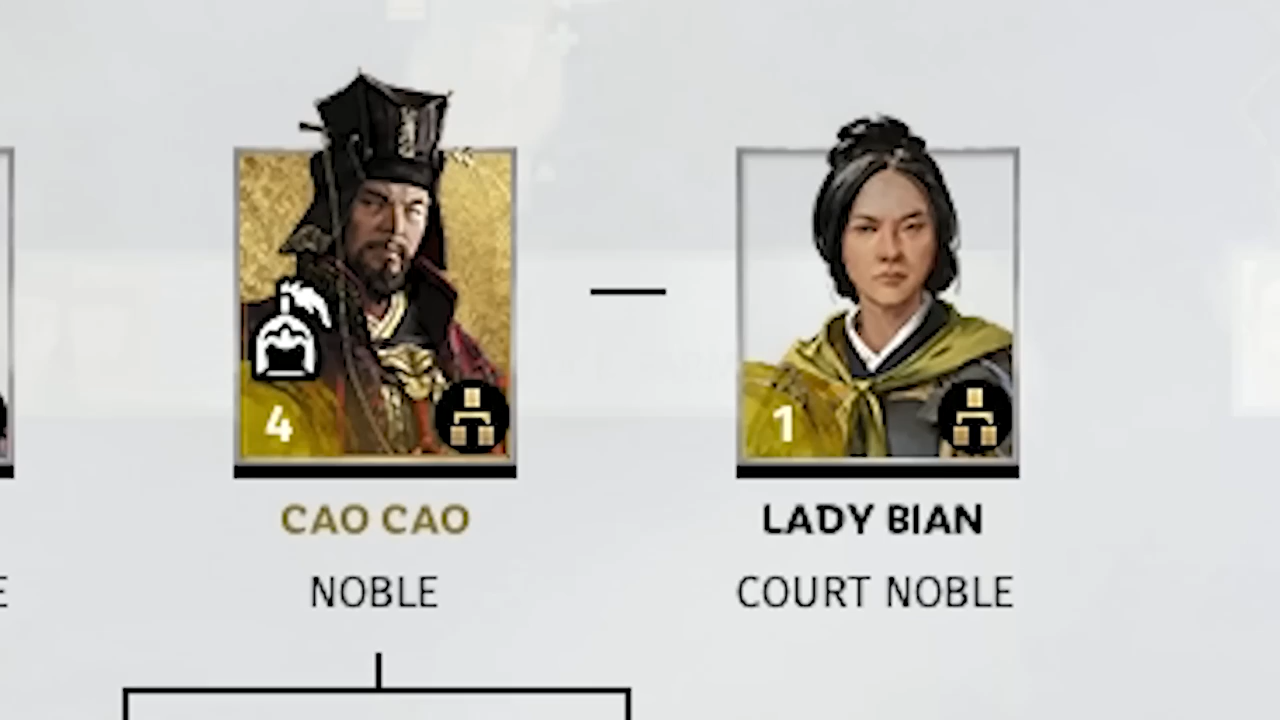 4
1
CAO CAO
LADY BIAN
E
NOBLE
COURT NOBLE